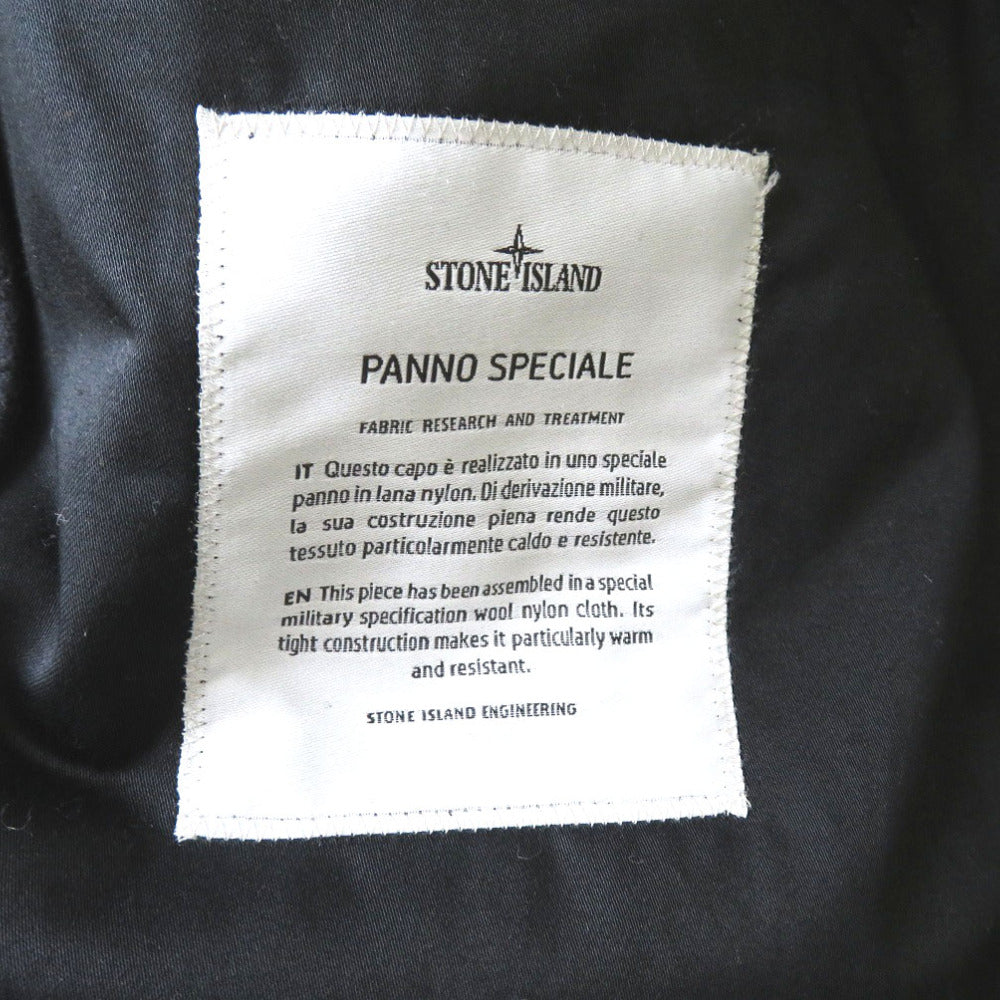 STONE ISLAND
PANNO SPECIALE
FABRIC RESEARCH AND TREATMENT
IT Questo capo è realizzato in uno speciale
panno in lana nylon. Di derivazione militare,
la sua costruzione piena rende questo
tessuto particolarmente caldo e resistente.
EN This piece has been assembled in a special
military specification wool nylon cloth. Its
tight construction makes it particularly warm
and resistant.
STONE ISLAND ENGINEERING